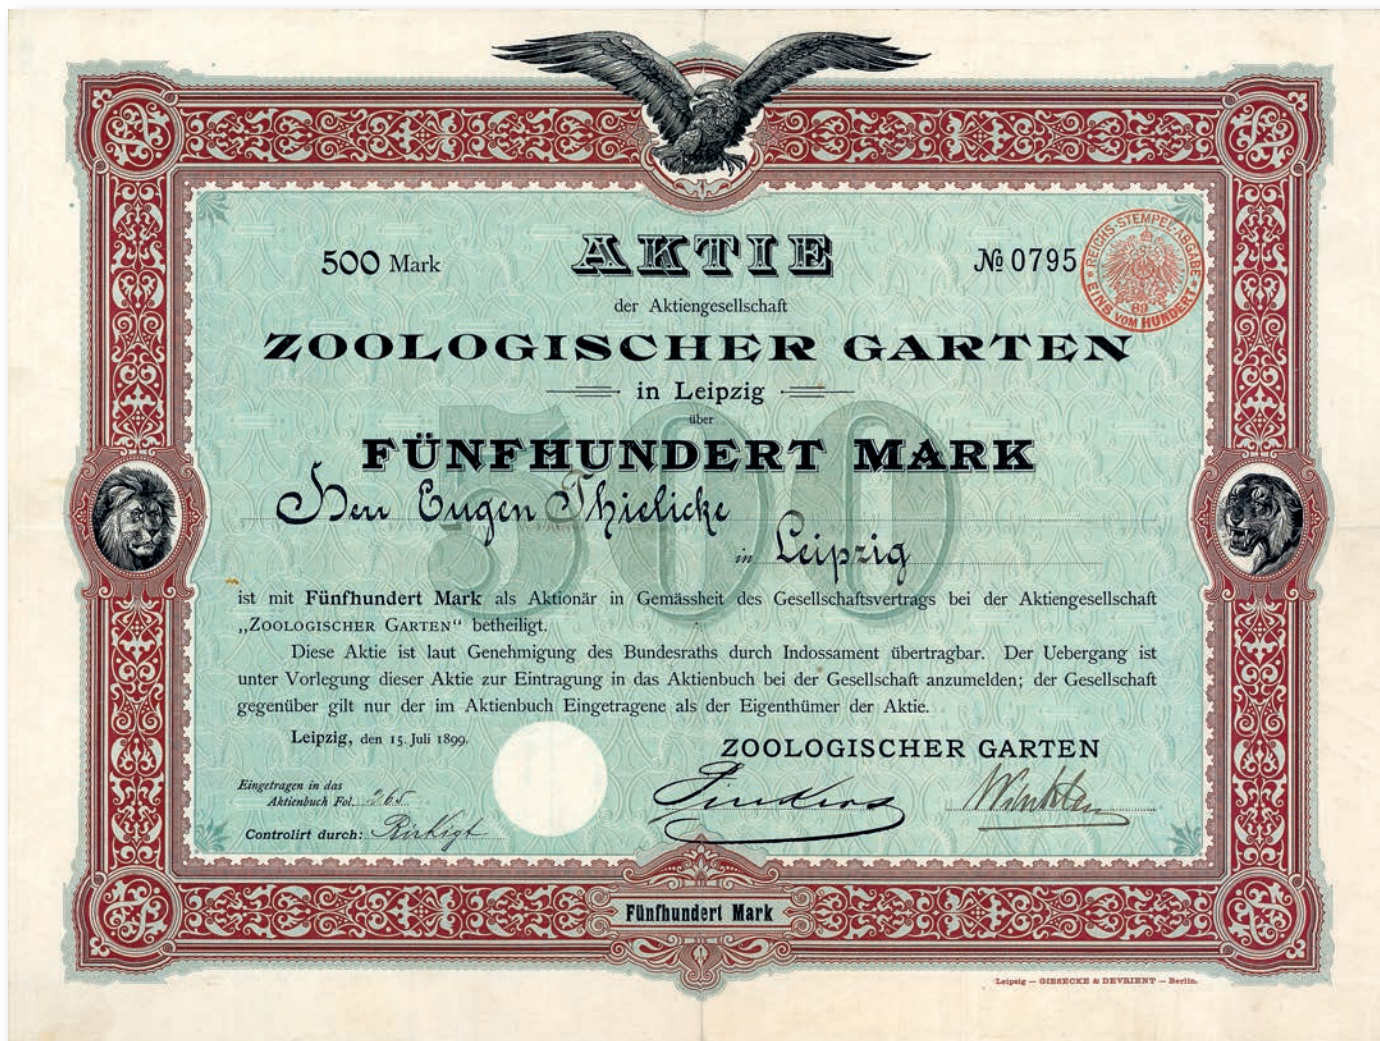 500 Mark
AKTIE
№ 0795
REICHS-STEMPEL-ABGABE
EINS VOM HUNDERT
der Aktiengesellschaft
ZOOLOGISCHER GARTEN
in Leipzig
über
500
FÜNFHUNDERT MARK
Herr Eugen Thielicke
in Leipzig
ist mit Fünfhundert Mark als Aktionär in Gemässheit des Gesellschaftsvertrags bei der Aktiengesellschaft
„ZOOLOGISCHER GARTEN“ betheiligt.
Diese Aktie ist laut Genehmigung des Bundesraths durch Indossament übertragbar. Der Uebergang ist
unter Vorlegung dieser Aktie zur Eintragung in das Aktienbuch bei der Gesellschaft anzumelden; der Gesellschaft
gegenüber gilt nur der im Aktienbuch Eingetragene als der Eigenthümer der Aktie.
Leipzig, den 15. Juli 1899.
ZOOLOGISCHER GARTEN
Eingetragen in das
Aktienbuch Fol. 265
Controlirt durch:
Fünfhundert Mark
Leipzig — GIESECKE & DEVRIENT — Berlin.